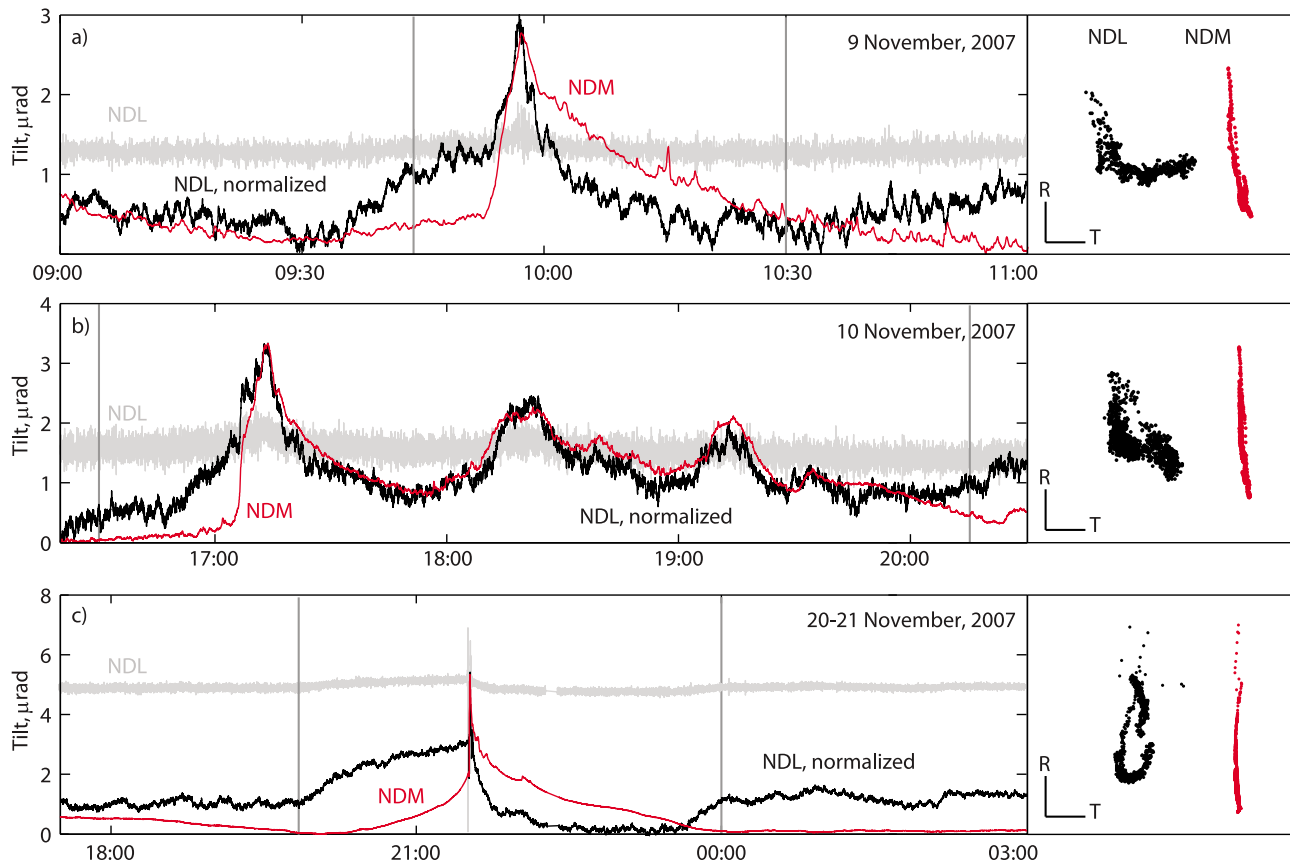 3
a)
9 November, 2007
NDL
NDM
2
NDM
NDL
Tilt, μrad
1
NDL, normalized
R
T
09:00
09:30
10:00
10:30
11:00
4
b)
10 November, 2007
3
NDL
2
Tilt, μrad
1
NDM
NDL, normalized
R
T
0
17:00
18:00
19:00
20:00
8
c)
20-21 November, 2007
6
NDL
Tilt, μrad
4
NDL, normalized
2
NDM
R
T
0
18:00
21:00
00:00
03:00